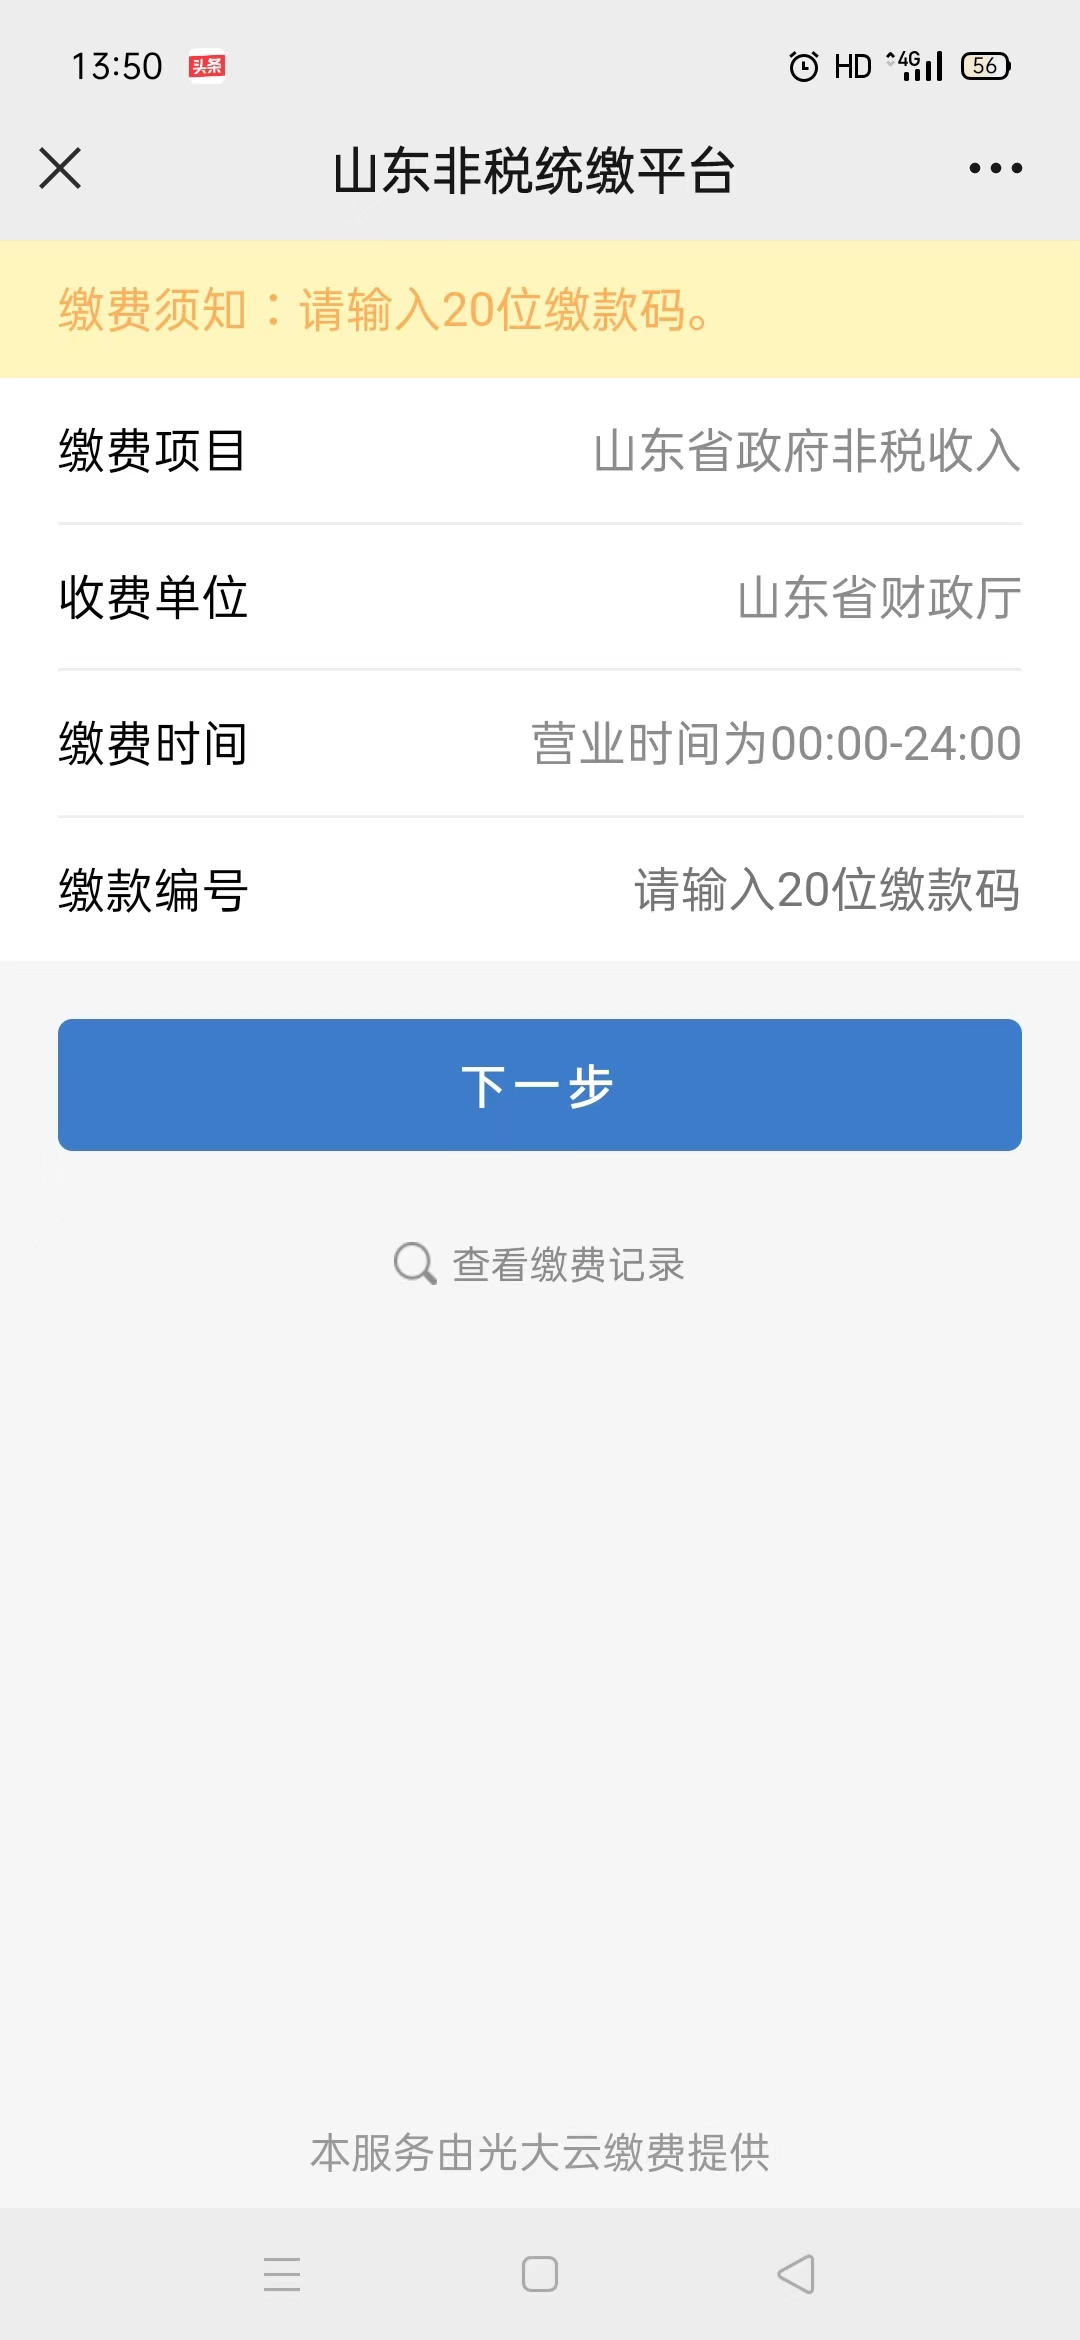 13:50 头条 HD 4G 56
山东非税统缴平台
缴费须知：请输入20位缴款码。
缴费项目 山东省政府非税收入
收费单位 山东省财政厅
缴费时间 营业时间为00:00-24:00
缴款编号 请输入20位缴款码
下一步
查看缴费记录
本服务由光大云缴费提供